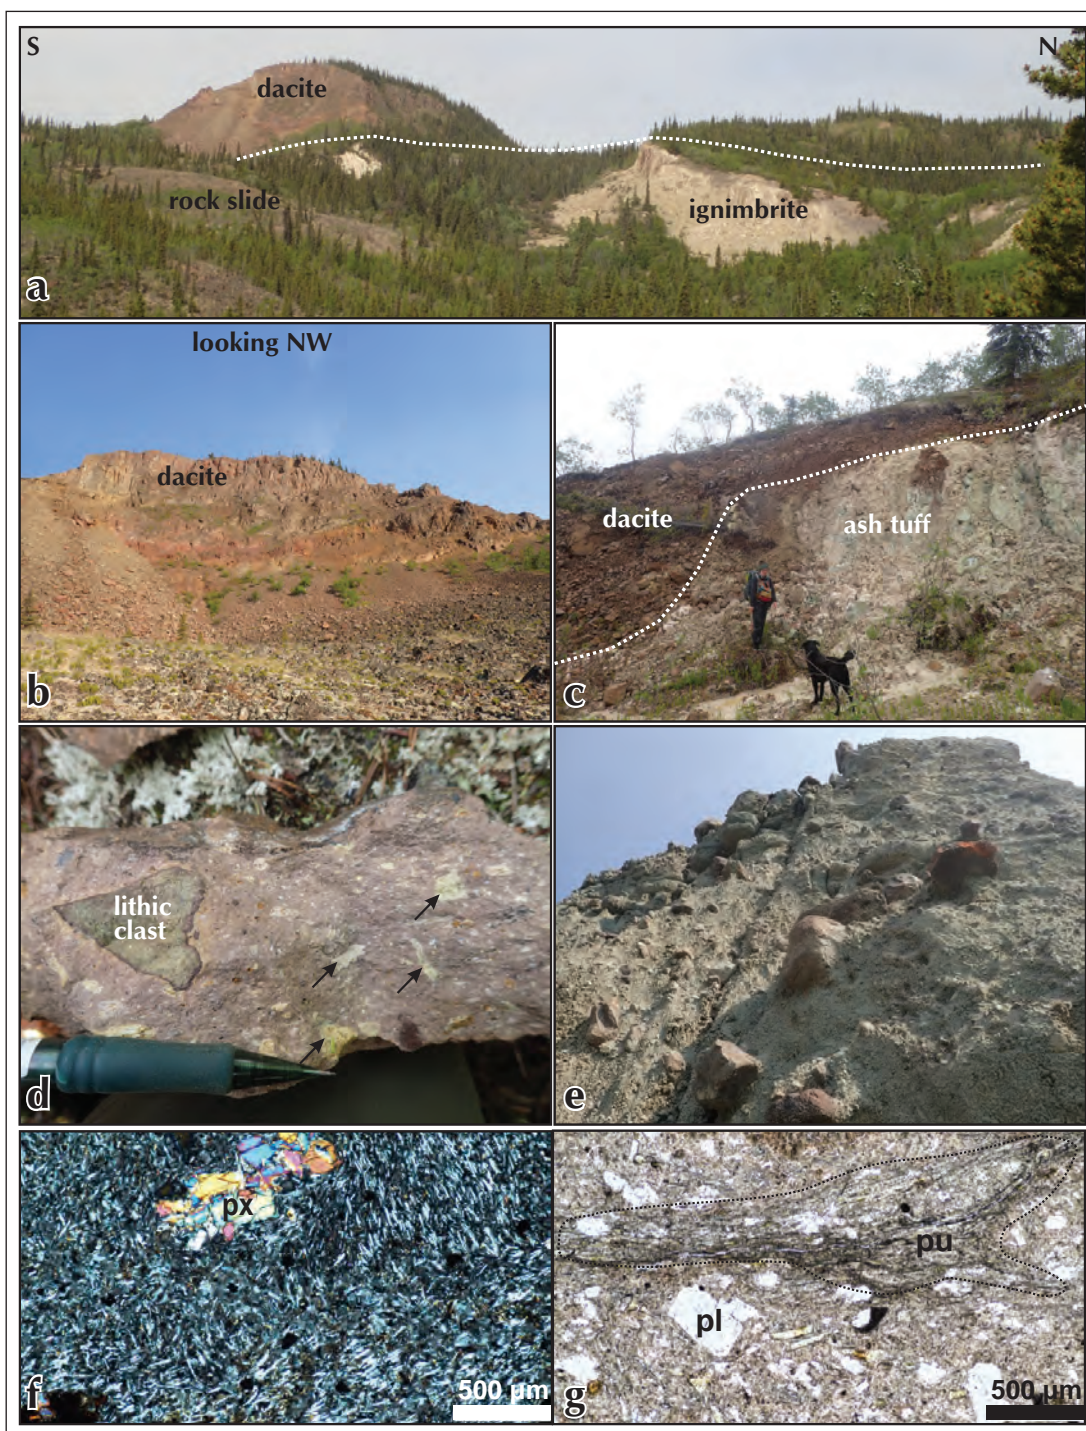 S
N
dacite
rock slide
ignimbrite
a
looking NW
dacite
b
dacite
ash tuff
c
lithic
clast
d
e
px
f
500 µm
pu
pl
g
500 µm